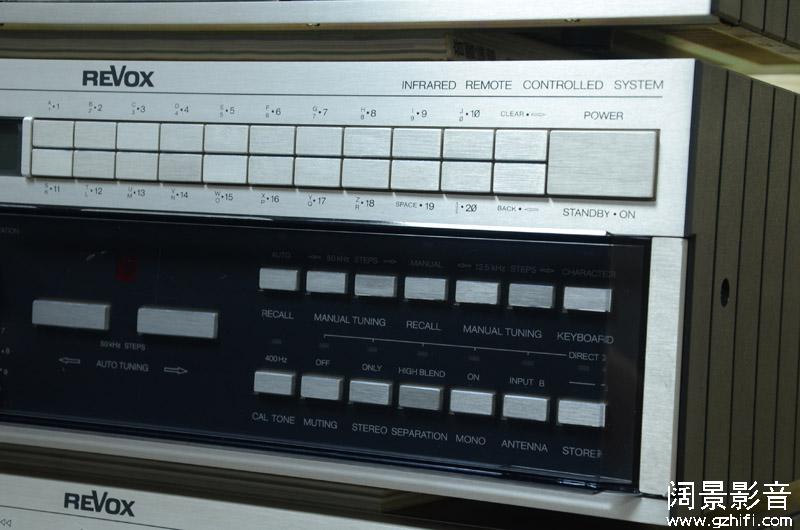 REVOX
INFRARED REMOTE CONTROLLED SYSTEM
•1 •2 •3 •4 •5 •6 •7 •8 •9 •10 CLEAR • POWER
•11 •12 •13 •14 •15 •16 •17 •18 SPACE •19 •20 BACK • STANDBY • ON
AUTO 50 kHz STEPS MANUAL 12.5 kHz STEPS CHARACTER
RECALL MANUAL TUNING RECALL MANUAL TUNING KEYBOARD
50 kHz STEPS
AUTO TUNING
DIRECT
400 Hz OFF ONLY HIGH BLEND ON INPUT B
CAL TONE MUTING STEREO SEPARATION MONO ANTENNA STORE
REVOX
阔景影音
www.gzhifi.com